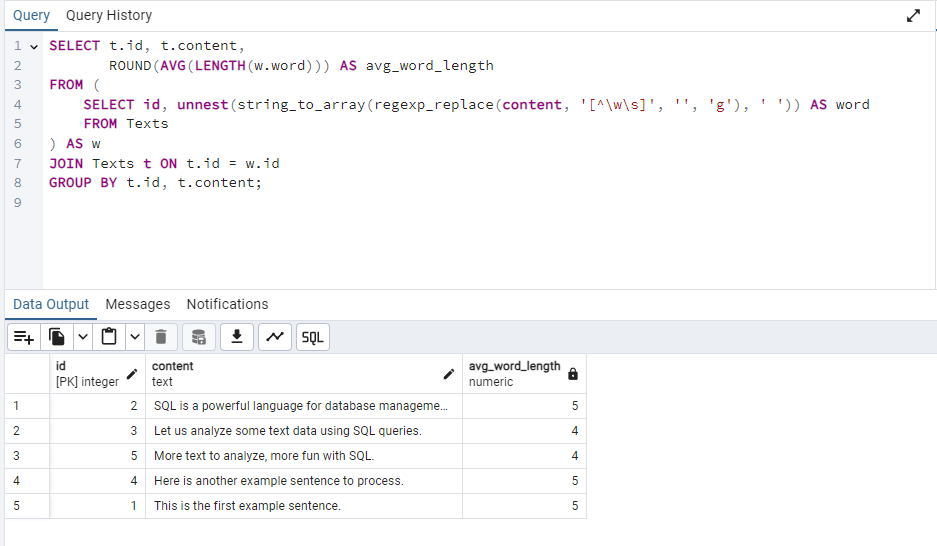 Query Query History
1 SELECT t.id, t.content,
2 ROUND(AVG(LENGTH(w.word))) AS avg_word_length
3 FROM (
4 SELECT id, unnest(string_to_array(regexp_replace(content, '[^\w\s]', '', 'g'), ' ')) AS word
5 FROM Texts
6 ) AS w
7 JOIN Texts t ON t.id = w.id
8 GROUP BY t.id, t.content;
9
Data Output Messages Notifications
SQL
id content avg_word_length
[PK] integer text numeric
1 2 SQL is a powerful language for database manageme... 5
2 3 Let us analyze some text data using SQL queries. 4
3 5 More text to analyze, more fun with SQL. 4
4 4 Here is another example sentence to process. 5
5 1 This is the first example sentence. 5